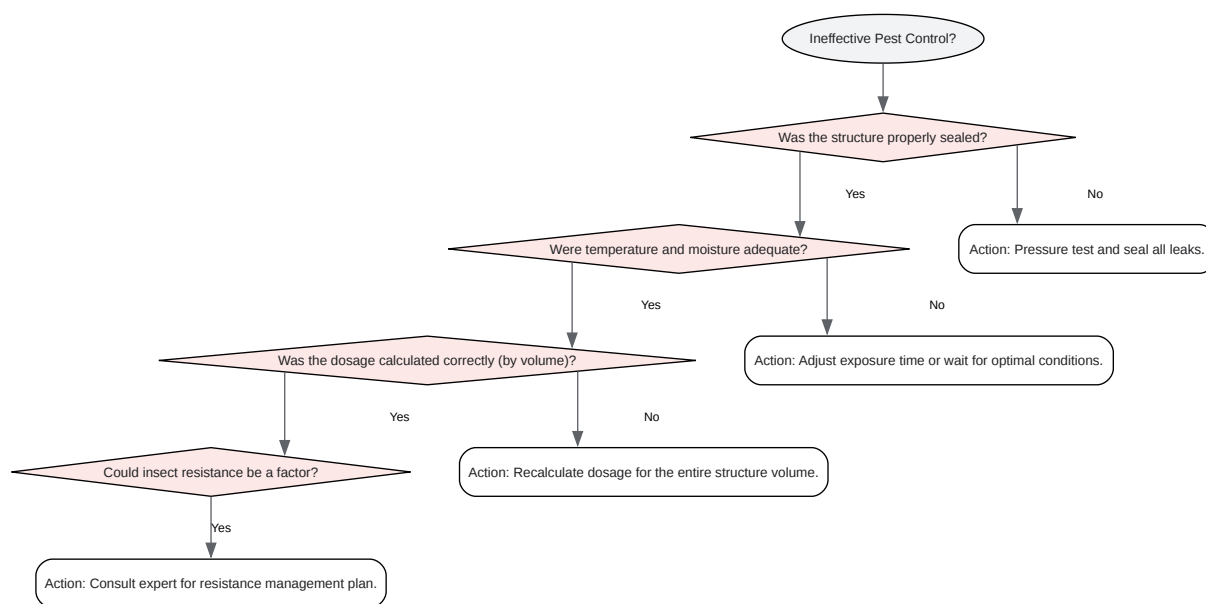 Ineffective Pest Control?
Was the structure properly sealed?
Yes
No
Were temperature and moisture adequate?
Action: Pressure test and seal all leaks.
Yes
No
Was the dosage calculated correctly (by volume)?
Action: Adjust exposure time or wait for optimal conditions.
Yes
No
Could insect resistance be a factor?
Action: Recalculate dosage for the entire structure volume.
Yes
Action: Consult expert for resistance management plan.